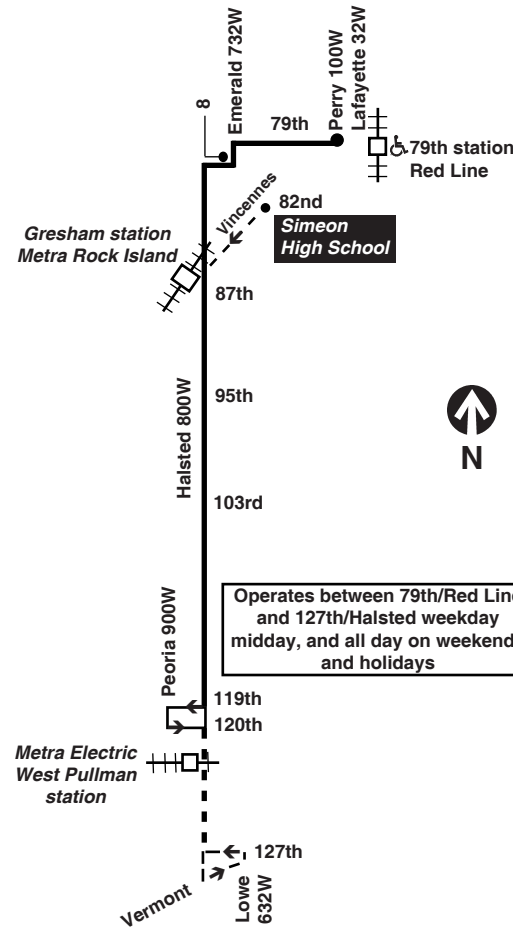 Emerald 732W
Perry 100W
Lafayette 32W
8
79th
79th station
Red Line
Vincennes
82nd
Simeon
High School
Gresham station
Metra Rock Island
87th
Halsted 800W
95th
N
103rd
Operates between 79th/Red Line
and 127th/Halsted weekday
midday, and all day on weekend
and holidays
Peoria 900W
119th
120th
Metra Electric
West Pullman
station
127th
Vermont
Lowe
632W